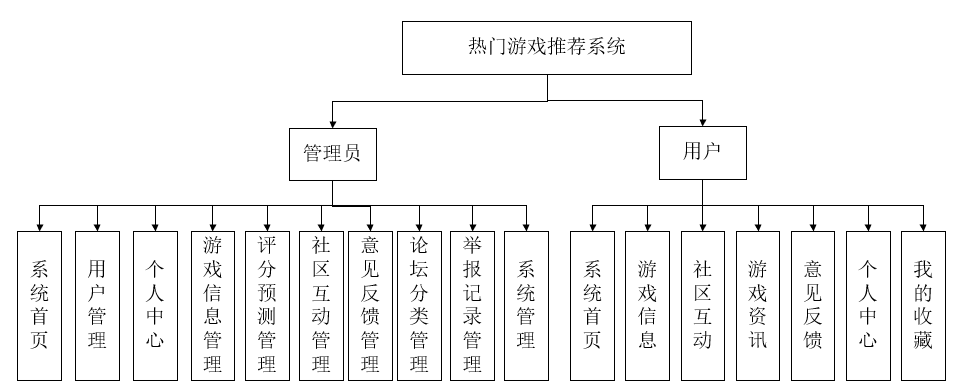 热门游戏推荐系统
管理员
用户
系统首页
用户管理
个人中心
游戏信息管理
评分预测管理
社区互动管理
意见反馈管理
论坛分类管理
举报记录管理
系统管理
系统首页
游戏信息
社区互动
游戏资讯
意见反馈
个人中心
我的收藏